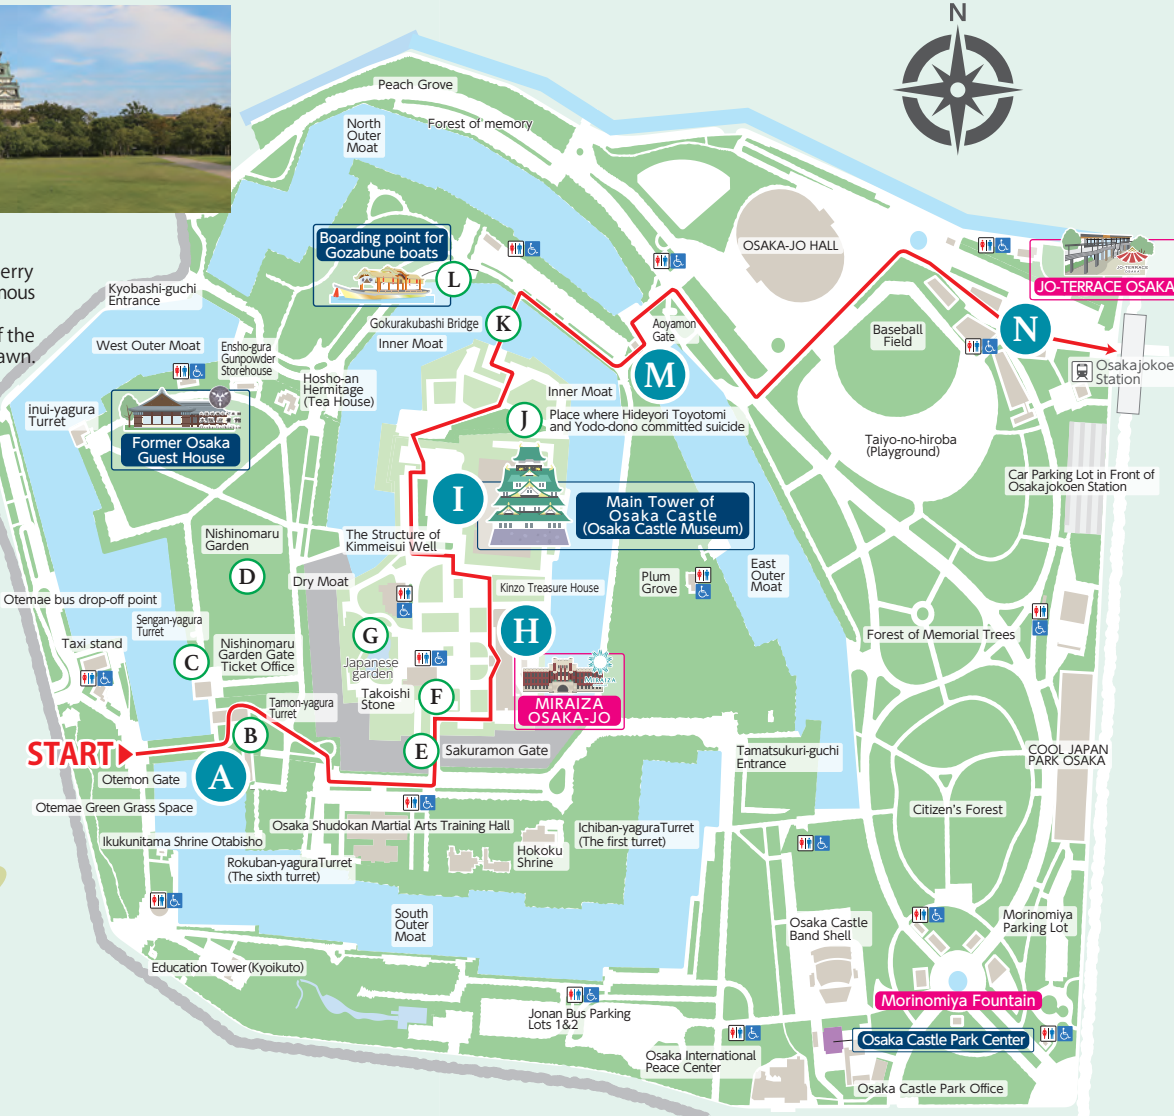 N
Peach Grove
Forest of memory
North
Outer
Moat
Boarding point for
Gozabune boats
L
OSAKA-JO HALL
JO-TERRACE
OSAKA
JO-TERRACE OSAKA
erry
nous
f the
awn.
Kyobashi-guchi
Entrance
Gokurakubashi Bridge
K
Inner Moat
Aoyamon
Gate
M
Baseball
Field
N
Osakajokoe
Station
West Outer Moat
Ensho-gura
Gunpowder
Storehouse
Hosho-an
Hermitage
(Tea House)
inui-yagura
Turret
Former Osaka
Guest House
Inner Moat
J
Place where Hideyori Toyotomi
and Yodo-dono committed suicide
Taiyo-no-hiroba
(Playground)
Car Parking Lot in Front of
Osakajokoen Station
I
Main Tower of
Osaka Castle
(Osaka Castle Museum)
The Structure of
Kimmeisui Well
Nishinomaru
Garden
D
Dry Moat
Kinzo Treasure House
Plum
Grove
East
Outer
Moat
Otemae bus drop-off point
Sengan-yagura
Turret
Taxi stand
C
Nishinomaru
Garden Gate
Ticket Office
G
Japanese
garden
H
Forest of Memorial Trees
MIRAIZA
MIRAIZA
OSAKA-JO
Takoishi
Stone
F
Tamon-yagura
Turret
B
START
E
Sakuramon Gate
Tamatsukuri-guchi
Entrance
COOL JAPAN
PARK OSAKA
Otemon Gate
A
Otemae Green Grass Space
Citizen's Forest
Osaka Shudokan Martial Arts Training Hall
Ichiban-yaguraTurret
(The first turret)
Ikukunitama Shrine Otabisho
Hokoku
Shrine
Rokuban-yaguraTurret
(The sixth turret)
South
Outer
Moat
Osaka Castle
Band Shell
Morinomiya
Parking Lot
Education Tower(Kyoikuto)
Morinomiya Fountain
Jonan Bus Parking
Lots 1&2
Osaka Castle Park Center
Osaka International
Peace Center
Osaka Castle Park Office